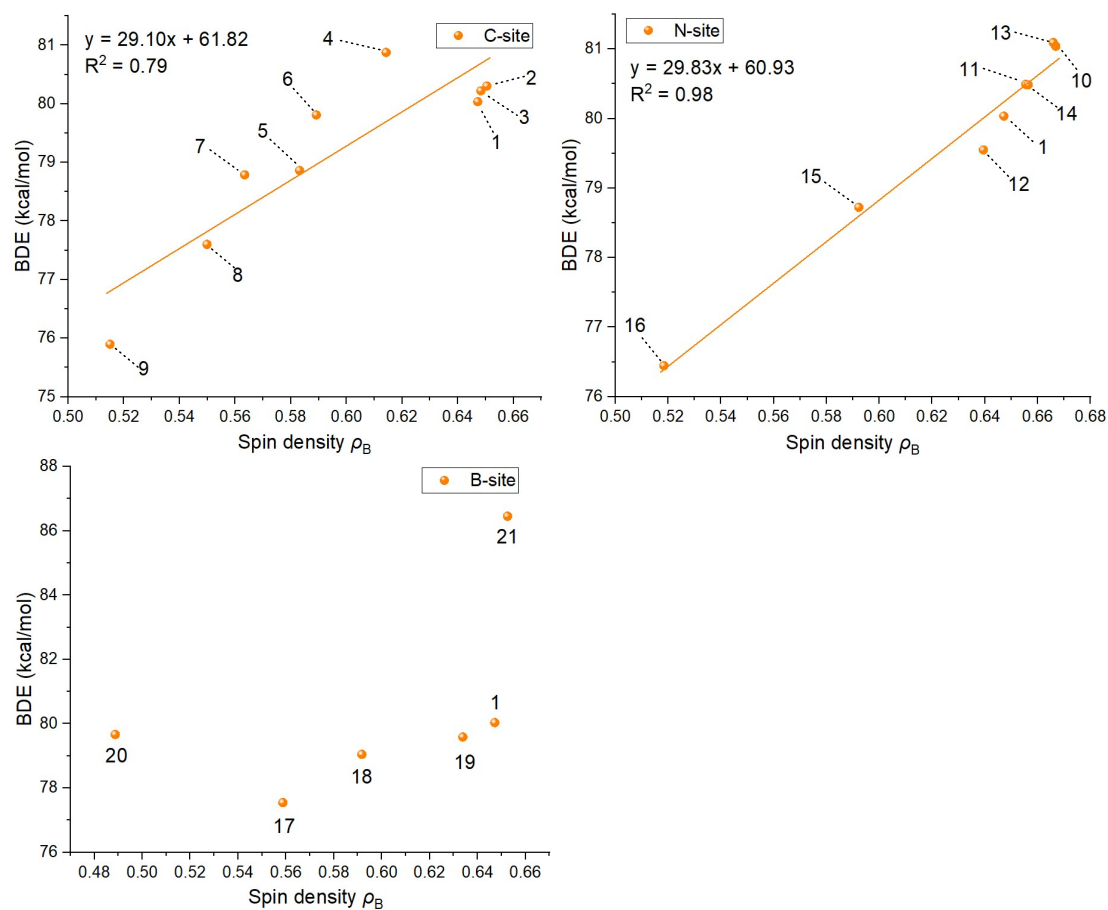 y = 29.10x + 61.82
R² = 0.79
C-site
4
6
2
3
1
5
7
8
9
81
80
79
78
77
76
75
BDE (kcal/mol)
0.50 0.52 0.54 0.56 0.58 0.60 0.62 0.64 0.66
Spin density ρB
N-site
y = 29.83x + 60.93
R² = 0.98
13
10
11
14
1
12
15
16
81
80
79
78
77
76
BDE (kcal/mol)
0.50 0.52 0.54 0.56 0.58 0.60 0.62 0.64 0.66 0.68
Spin density ρB
B-site
21
1
20
19
18
17
88
86
84
82
80
78
76
BDE (kcal/mol)
0.48 0.50 0.52 0.54 0.56 0.58 0.60 0.62 0.64 0.66
Spin density ρB